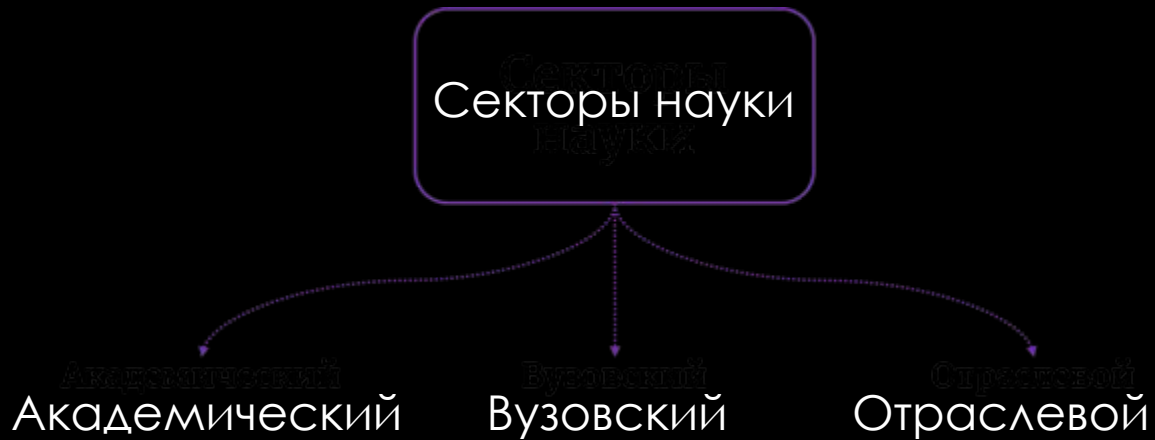 Секторы науки
Академический
Вузовский
Отраслевой